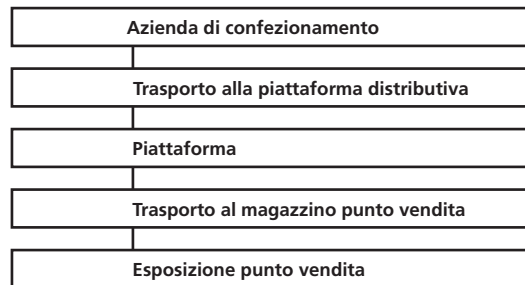 Azienda di confezionamento
Trasporto alla piattaforma distributiva
Piattaforma
Trasporto al magazzino punto vendita
Esposizione punto vendita